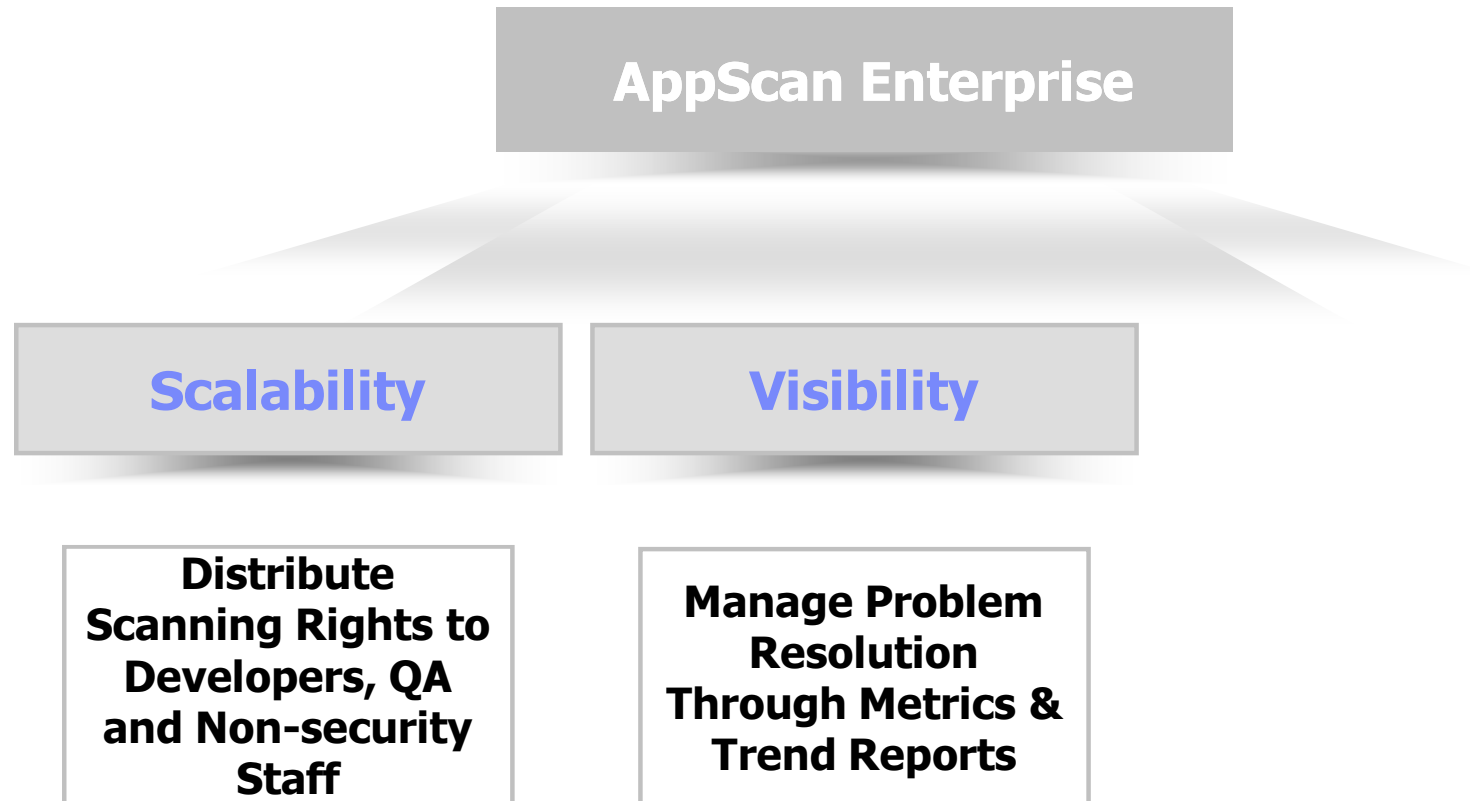 AppScan Enterprise
Scalability
Visibility
Distribute
Scanning Rights to
Developers, QA
and Non-security
Staff
Manage Problem
Resolution
Through Metrics &
Trend Reports